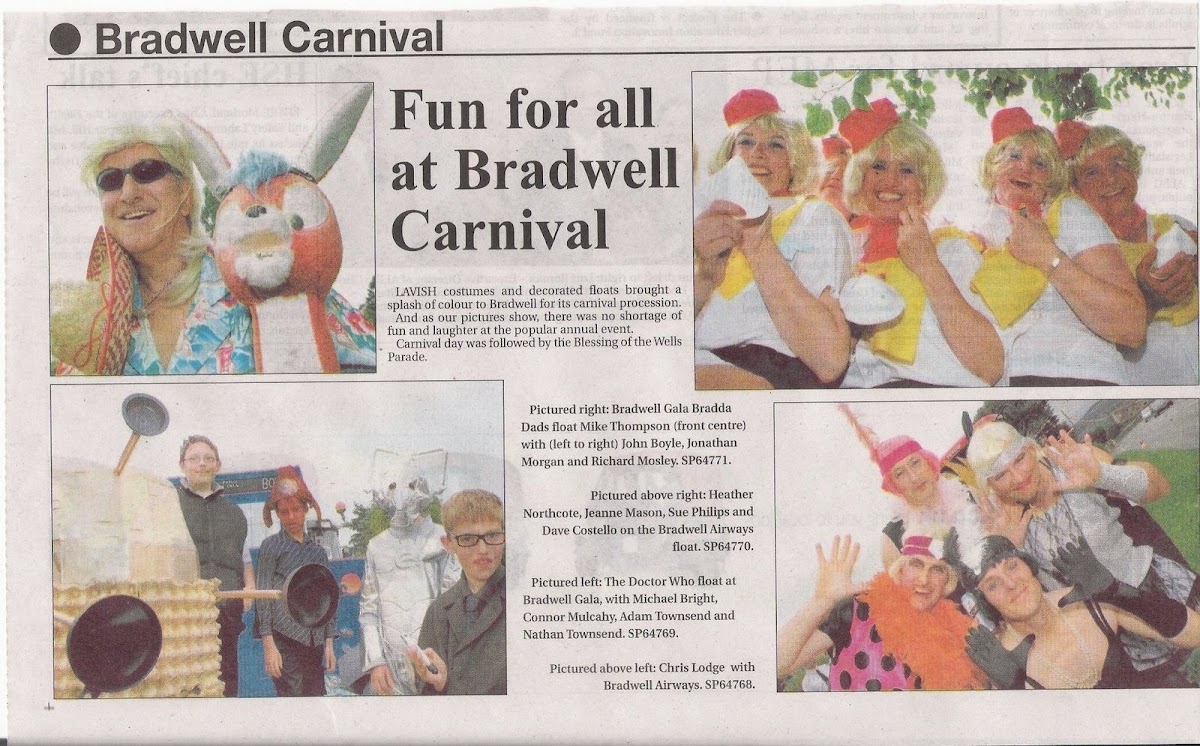 ● Bradwell Carnival
Fun for all
at Bradwell
Carnival
LAVISH costumes and decorated floats brought a
splash of colour to Bradwell for its carnival procession.
And as our pictures show, there was no shortage of
fun and laughter at the popular annual event.
Carnival day was followed by the Blessing of the Wells
Parade.
Pictured right: Bradwell Gala Bradda
Dads float Mike Thompson (front centre)
with (left to right) John Boyle, Jonathan
Morgan and Richard Mosley. SP64771.
Pictured above right: Heather
Northcote, Jeanne Mason, Sue Philips and
Dave Costello on the Bradwell Airways
float. SP64770.
Pictured left: The Doctor Who float at
Bradwell Gala, with Michael Bright,
Connor Mulcahy, Adam Townsend and
Nathan Townsend. SP64769.
Pictured above left: Chris Lodge with
Bradwell Airways. SP64768.